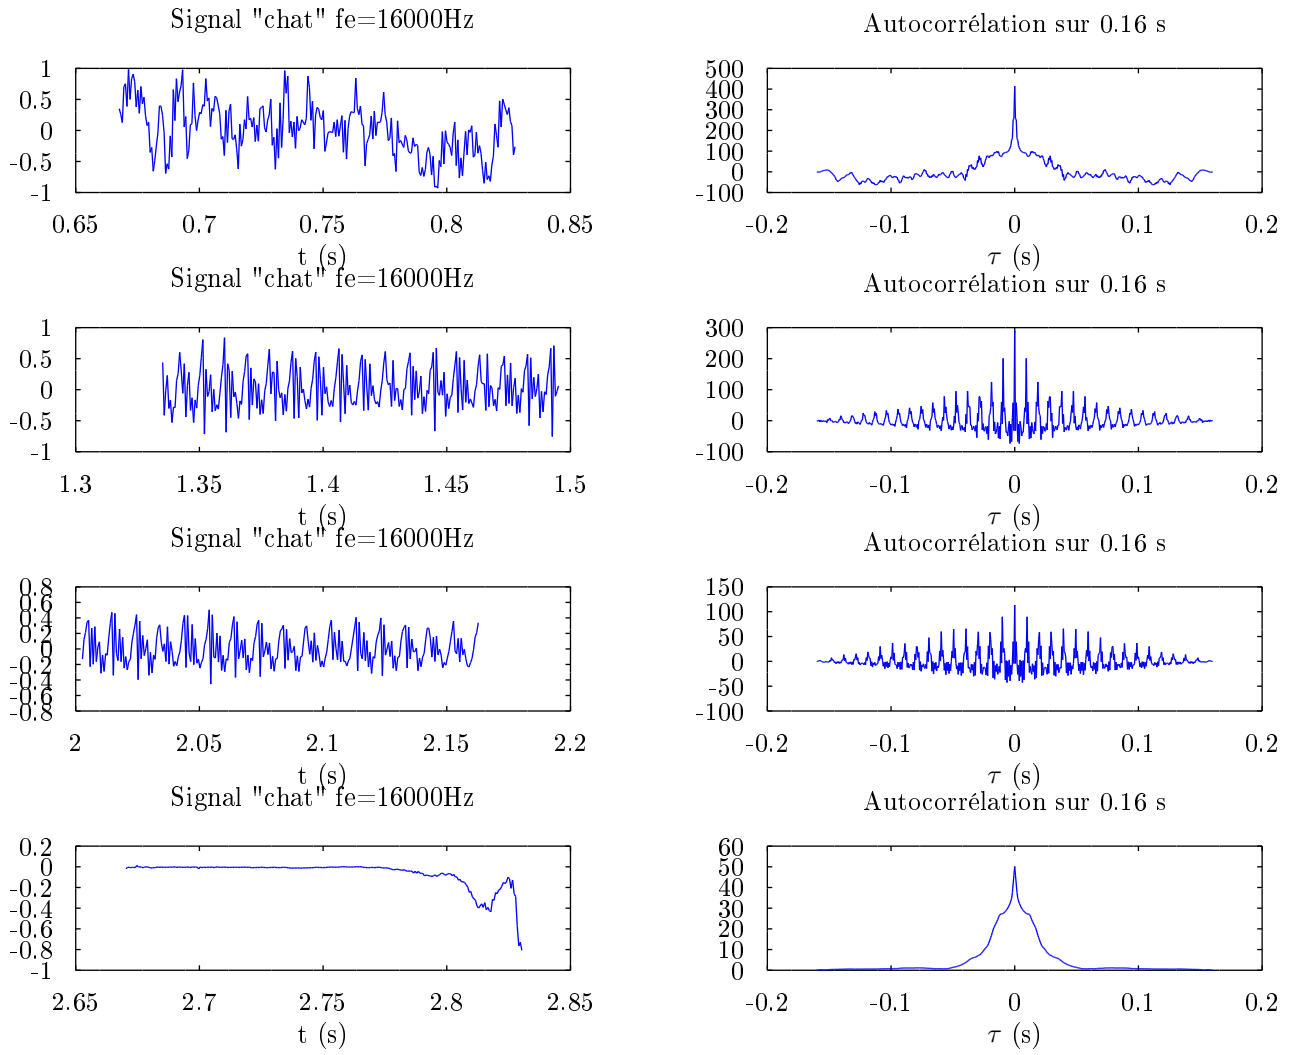 Signal "chat" fe=16000Hz
1
0.5
0
-0.5
-1
0.65 0.7 0.75 0.8 0.85
t (s)
Autocorrélation sur 0.16 s
500
400
300
200
100
0
-100
-0.2 -0.1 0 0.1 0.2
τ (s)
Signal "chat" fe=16000Hz
1
0.5
0
-0.5
-1
1.3 1.35 1.4 1.45 1.5
t (s)
Autocorrélation sur 0.16 s
300
200
100
0
-100
-0.2 -0.1 0 0.1 0.2
τ (s)
Signal "chat" fe=16000Hz
0.8
0.6
0.4
0.2
0
-0.2
-0.4
-0.6
-0.8
2 2.05 2.1 2.15 2.2
t (s)
Autocorrélation sur 0.16 s
150
100
50
0
-50
-100
-0.2 -0.1 0 0.1 0.2
τ (s)
Signal "chat" fe=16000Hz
0.2
0
-0.2
-0.4
-0.6
-0.8
-1
2.65 2.7 2.75 2.8 2.85
t (s)
Autocorrélation sur 0.16 s
60
50
40
30
20
10
0
-0.2 -0.1 0 0.1 0.2
τ (s)